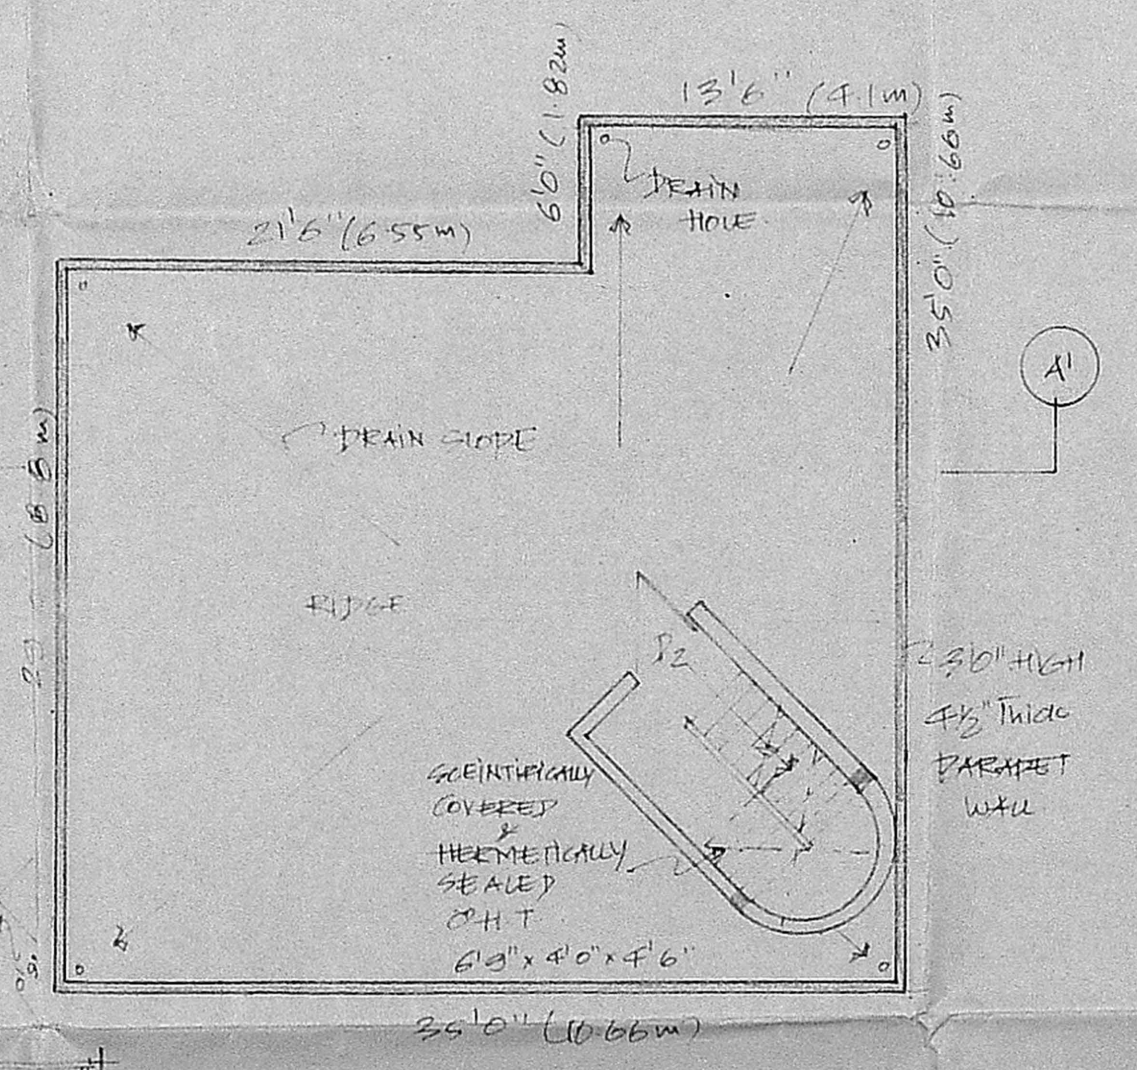 13'6" (4.1m)
6'0" (1.82m)
DRAIN
HOLE
21'6" (6.55m)
35'0" (10.66m)
A'
DRAIN SLOPE
RIDGE
3'0" HIGH
4½" Thick
PARAPET
WALL
SCEINTIFICALLY
COVERED
&
HERMETICALLY
SEALED
O H T
6'9" x 4'0" x 4'6"
35'0" (10.66m)